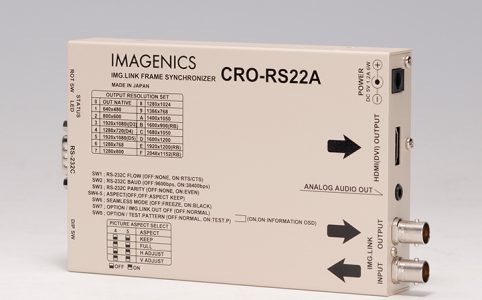 IMAGENICS
IMG.LINK FRAME SYNCHRONIZER CRO-RS22A
MADE IN JAPAN
POWER
DC 5V 1.2A 6W
ROT SW
STATUS LED
RS-232C
DIP SW
OUTPUT RESOLUTION SET
0 OUT NATIVE 8 1280x1024
1 640x480 9 1366x768
2 800x600 A 1400x1050
3 B 1600x900(RB)
4 1280x720(D4) C 1680x1050
5 D 1600x1200
6 1280x768 E 1920x1200(RB)
7 1280x800 F 2048x1152(RB)
SW1 : RS-232C FLOW (OFF:NONE, ON:RTS/CTS)
SW2 : RS-232C BAUD (OFF:9600bps, ON:38400bps)
SW3 : RS-232C PARITY (OFF:NONE, ON:EVEN)
SW4-5 : ASPECT(OFF,OFF:ASPECT KEEP)
SW6 : SEAMLESS MODE (OFF:FREEZE, ON:BLACK)
SW7 : OPTION / IMG.LINK OUT OFF (OFF:NORMAL)
SW8 : OPTION / TEST.PATTERN (OFF:NORMAL, ON:TEST.P) (ON,ON:INFORMATION OSD)
PICTURE ASPECT SELECT
4 5 ASPECT
KEEP
FULL
H ADJUST
V ADJUST
OFF ON
HDMI(DVI) OUTPUT
ANALOG AUDIO OUT
IMG.LINK
OUTPUT
INPUT